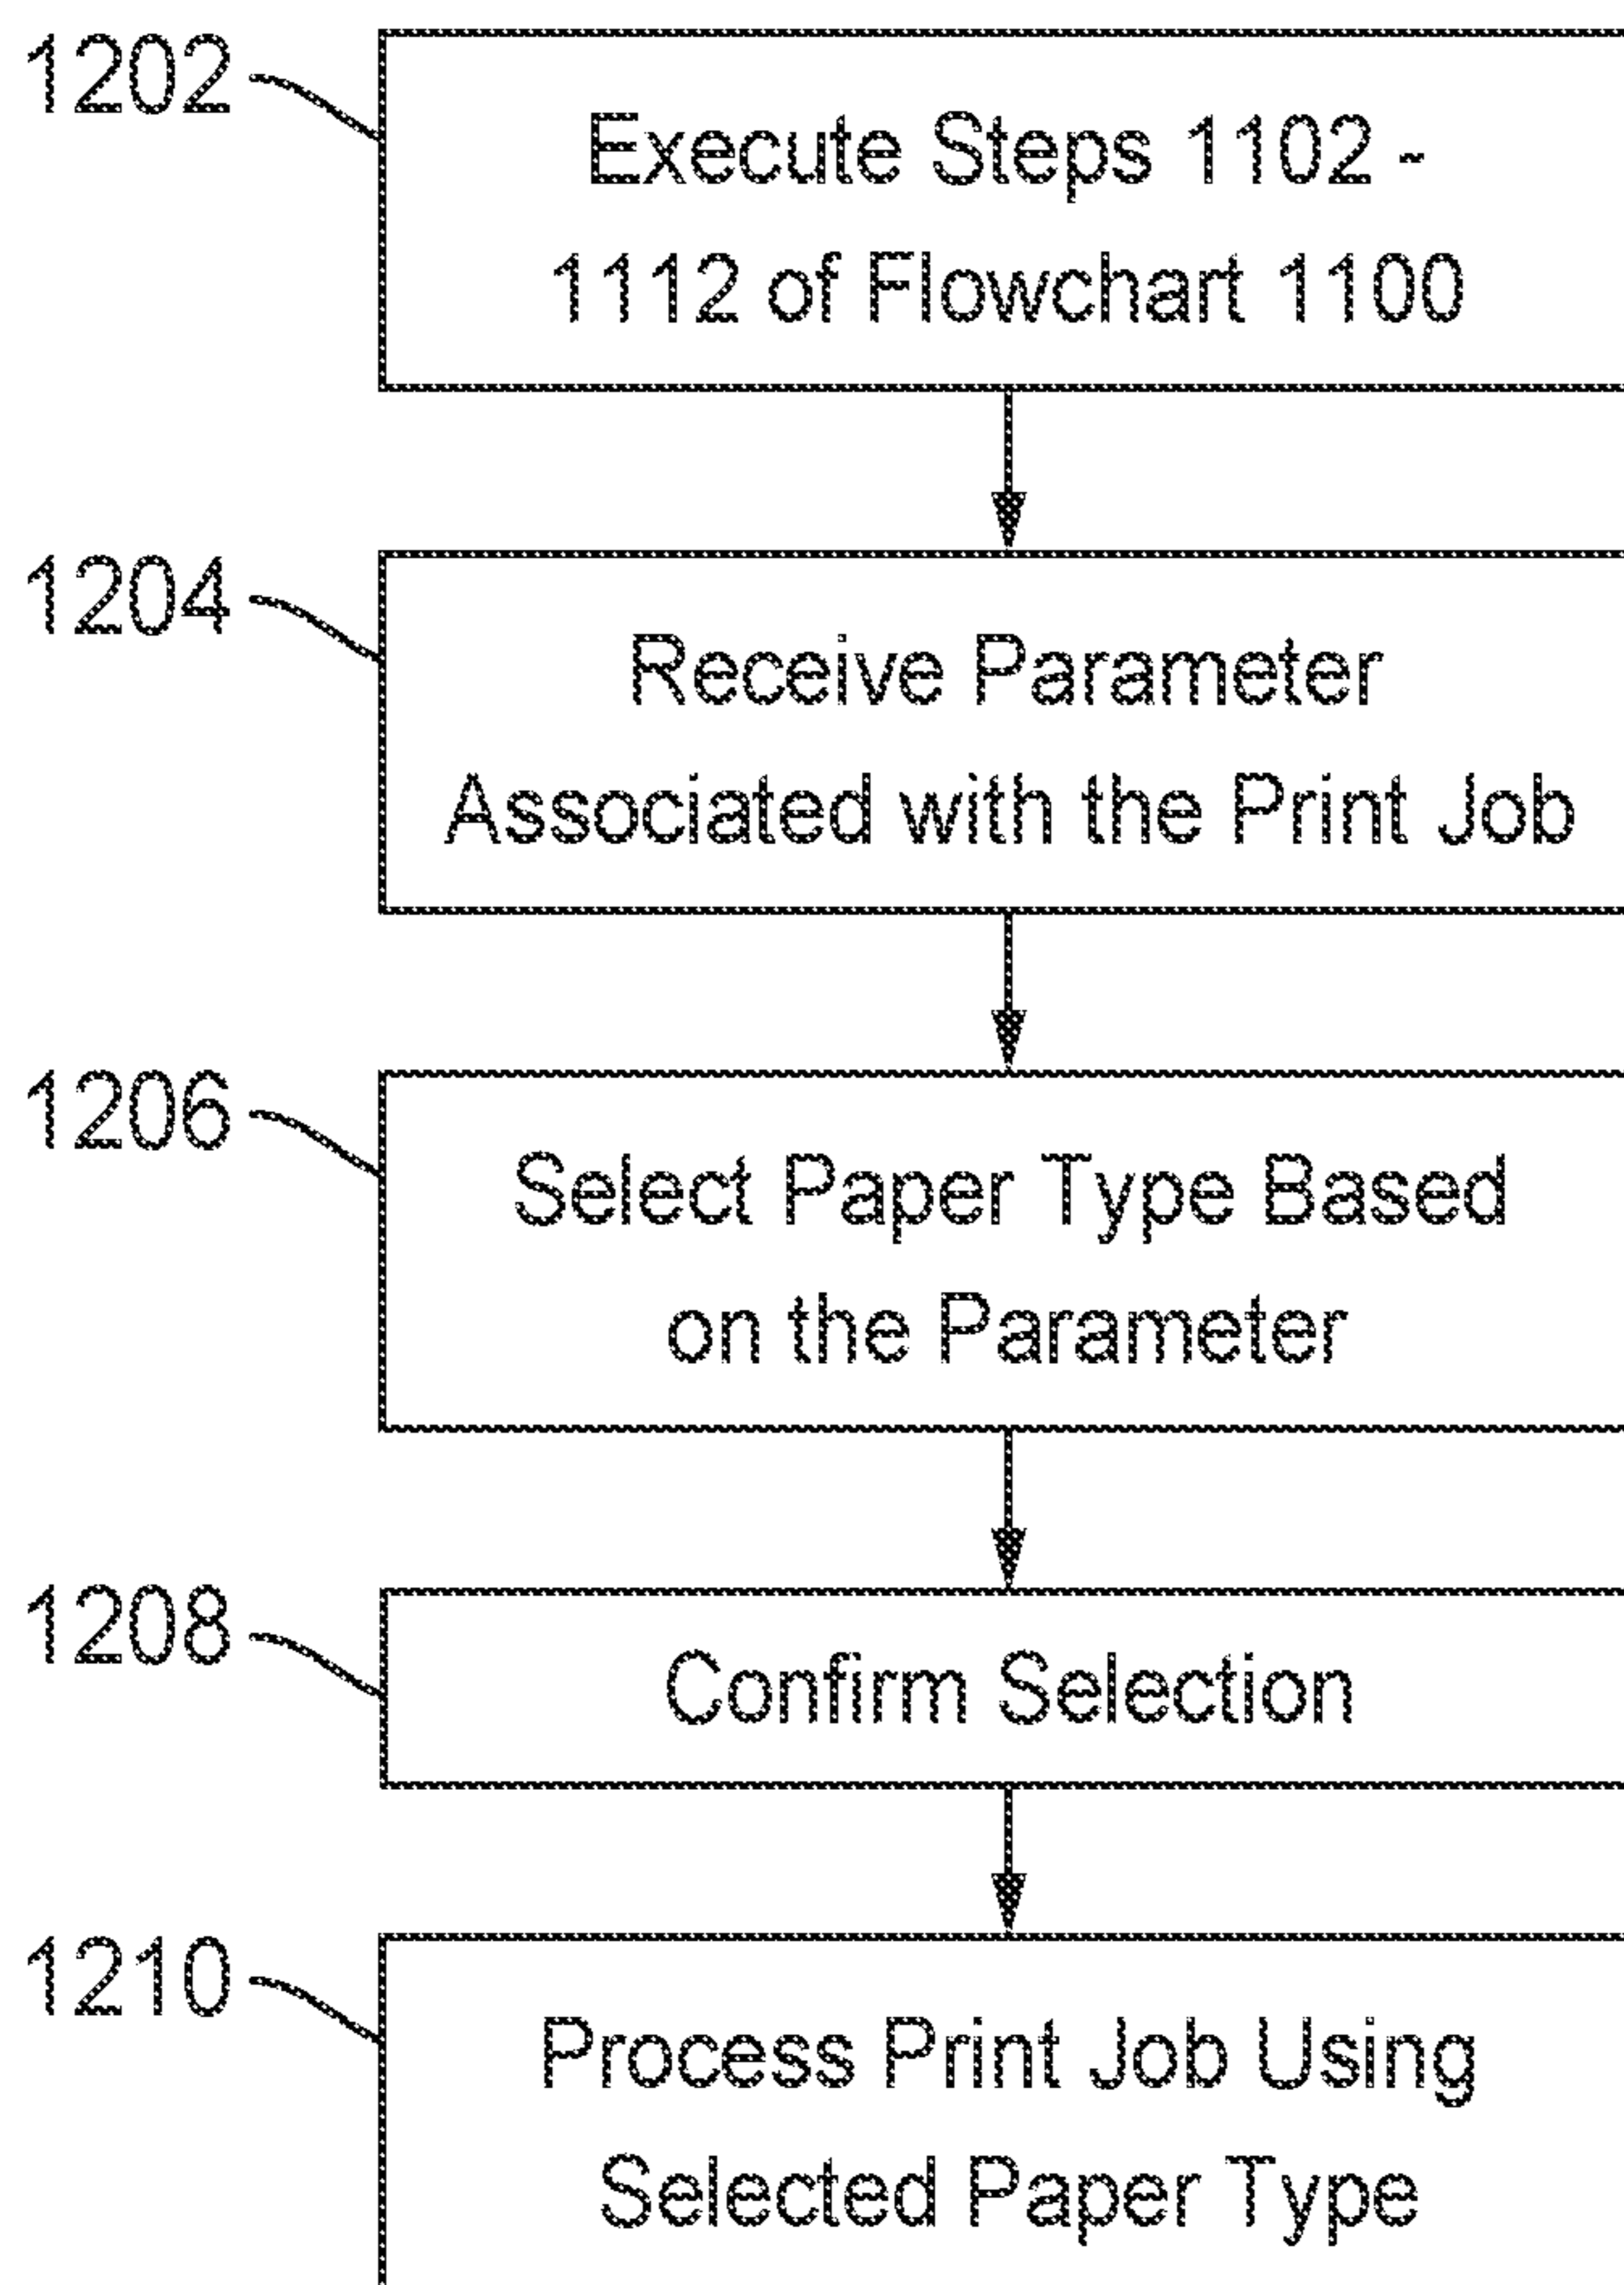 1202
Execute Steps 1102 -
1112 of Flowchart 1100
1204
Receive Parameter
Associated with the Print Job
1206
Select Paper Type Based
on the Parameter
1208
Confirm Selection
1210
Process Print Job Using
Selected Paper Type